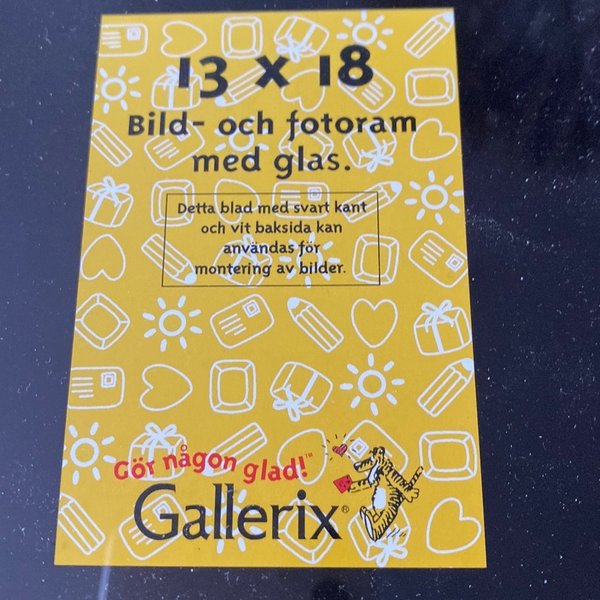 13 x 18
Bild- och fotoram
med glas.
Detta blad med svart kant
och vit baksida kan
användas för
montering av bilder.
Gör någon glad!™
Gallerix®